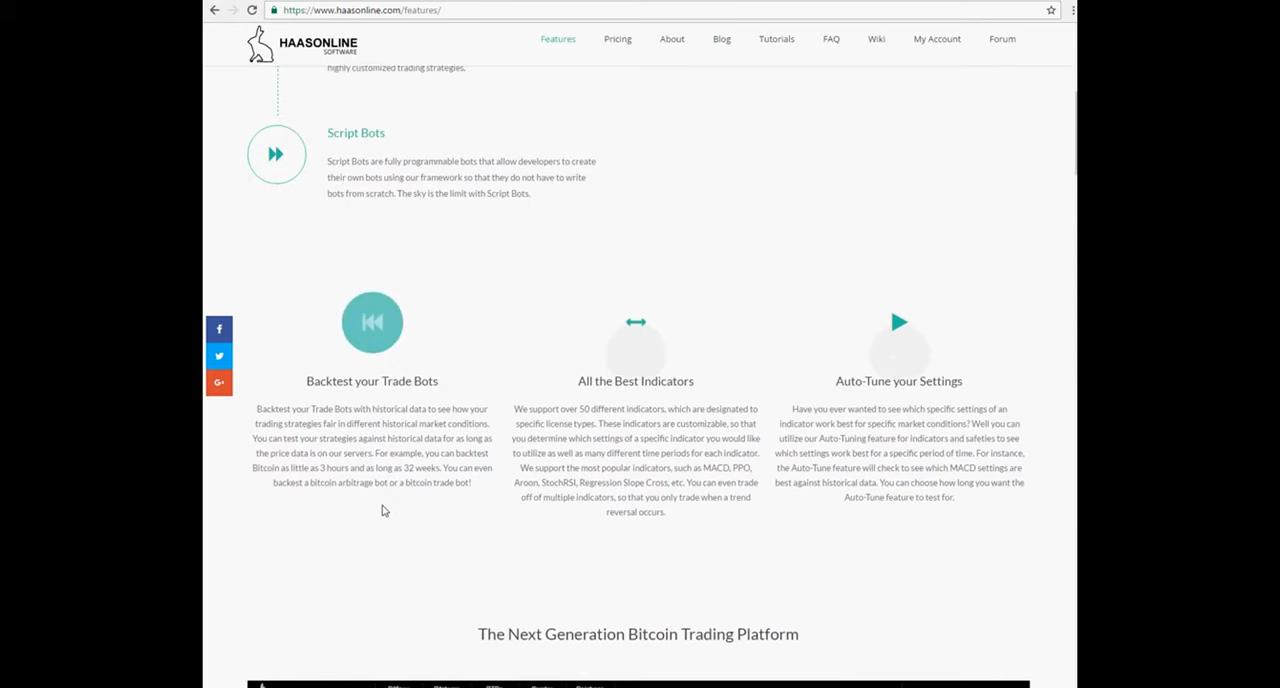 https://www.haasonline.com/features/
HAASONLINE
SOFTWARE
Features Pricing About Blog Tutorials FAQ Wiki My Account Forum
highly customized trading strategies.
Script Bots
Script Bots are fully programmable bots that allow developers to create
their own bots using our framework so that they do not have to write
bots from scratch. The sky is the limit with Script Bots.
Backtest your Trade Bots
Backtest your Trade Bots with historical data to see how your
trading strategies fair in different historical market conditions.
You can test your strategies against historical data for as long as
the price data is on our servers. For example, you can backtest
Bitcoin as little as 3 hours and as long as 32 weeks. You can even
backest a bitcoin arbitrage bot or a bitcoin trade bot!
All the Best Indicators
We support over 50 different indicators, which are designated to
specific license types. These indicators are customizable, so that
you determine which settings of a specific indicator you would like
to utilize as well as many different time periods for each indicator.
We support the most popular indicators, such as MACD, PPO,
Aroon, StochRSI, Regression Slope Cross, etc. You can even trade
off of multiple indicators, so that you only trade when a trend
reversal occurs.
Auto-Tune your Settings
Have you ever wanted to see which specific settings of an
indicator work best for specific market conditions? Well you can
utilize our Auto-Tuning feature for indicators and safeties to see
which settings work best for a specific period of time. For instance,
the Auto-Tune feature will check to see which MACD settings are
best against historical data. You can choose how long you want the
Auto-Tune feature to test for.
The Next Generation Bitcoin Trading Platform